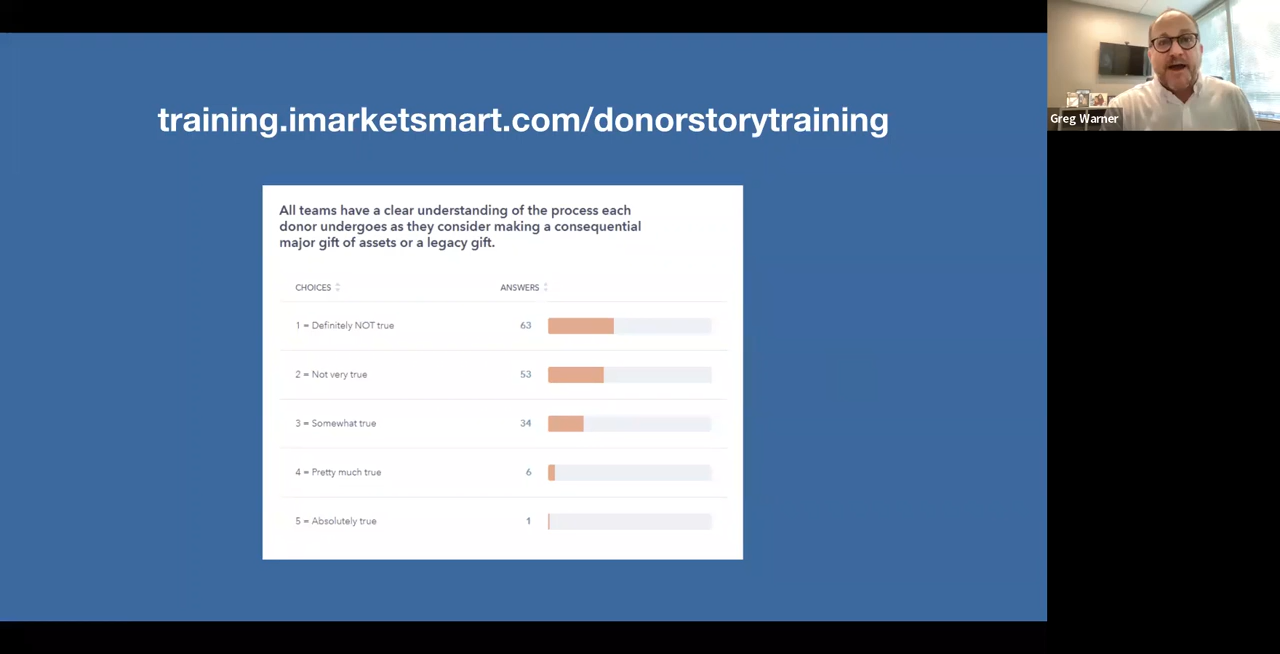 training.imarketsmart.com/donorstorytraining
Greg Warner
All teams have a clear understanding of the process each
donor undergoes as they consider making a consequential
major gift of assets or a legacy gift.
CHOICES ANSWERS
1 = Definitely NOT true 63
2 = Not very true 53
3 = Somewhat true 34
4 = Pretty much true 6
5 = Absolutely true 1